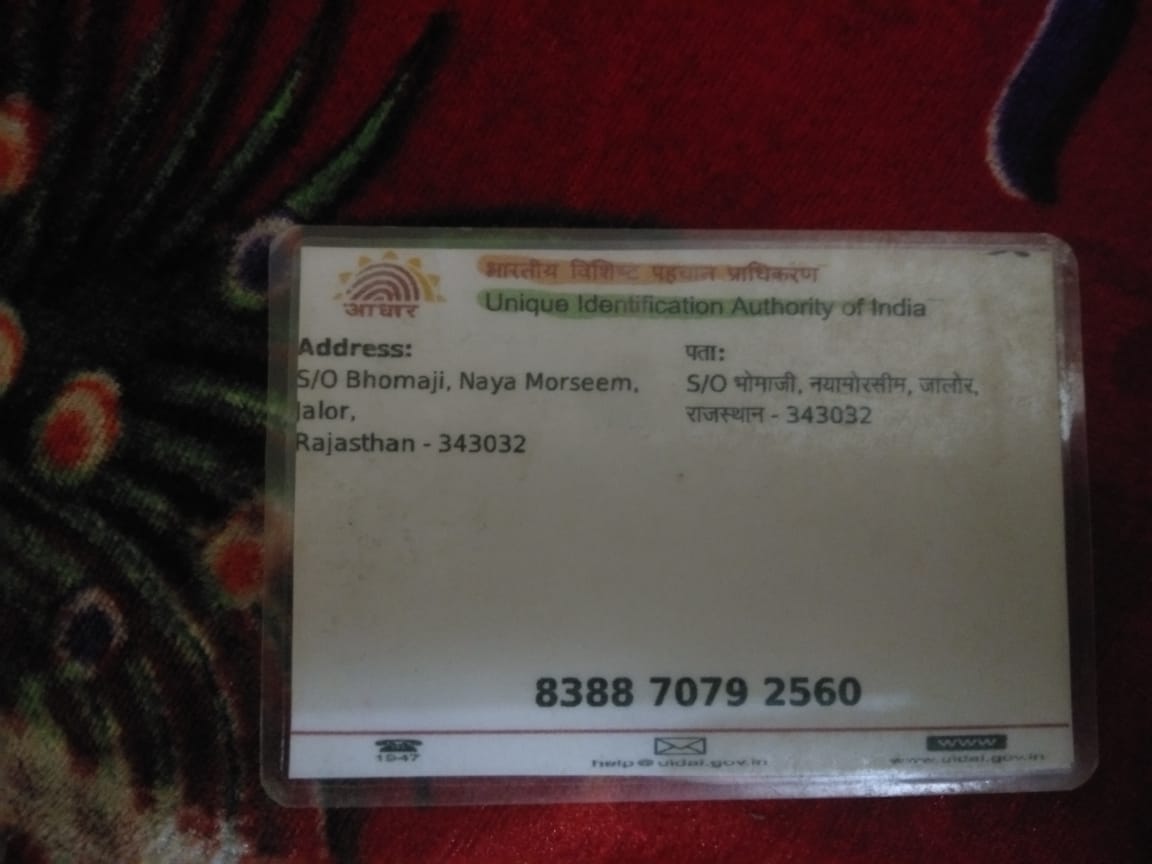 आधार
भारतीय विशिष्ट पहचान प्राधिकरण
Unique Identification Authority of India
Address:
S/O Bhomaji, Naya Morseem,
Jalor,
Rajasthan - 343032
पता:
S/O भोमाजी, नयामोरसीम, जालोर,
राजस्थान - 343032
8388 7079 2560
1947
help@uidai.gov.in
www
www.uidai.gov.in